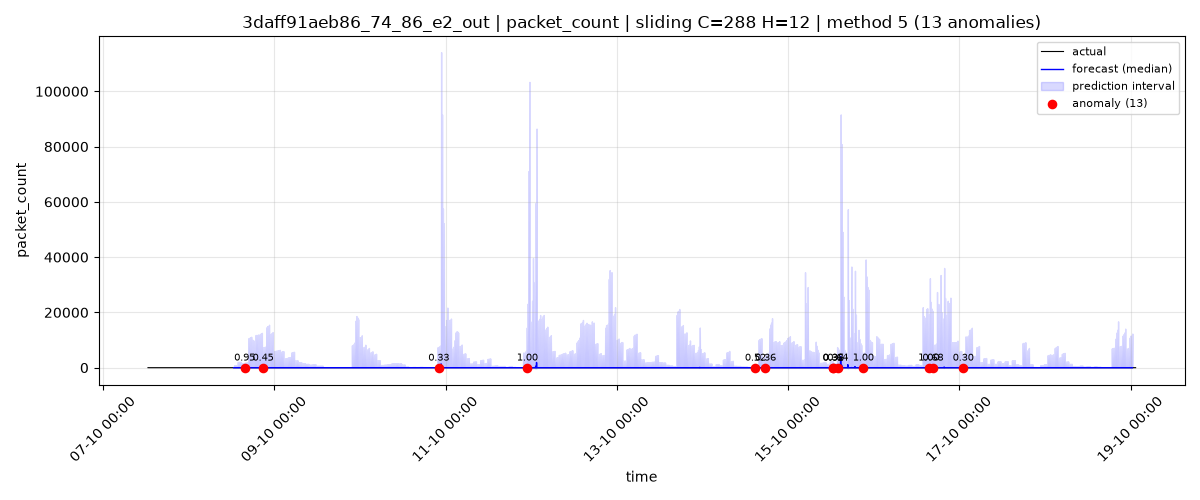 3daff91aeb86_74_86_e2_out | packet_count | sliding C=288 H=12 | method 5 (13 anomalies)
actual
forecast (median)
prediction interval
anomaly (13)
packet_count
100000
80000
60000
40000
20000
0
0.45
0.33
1.00
0.36
1.00
0.30
07-10 00:00
09-10 00:00
11-10 00:00
13-10 00:00
15-10 00:00
17-10 00:00
19-10 00:00
time